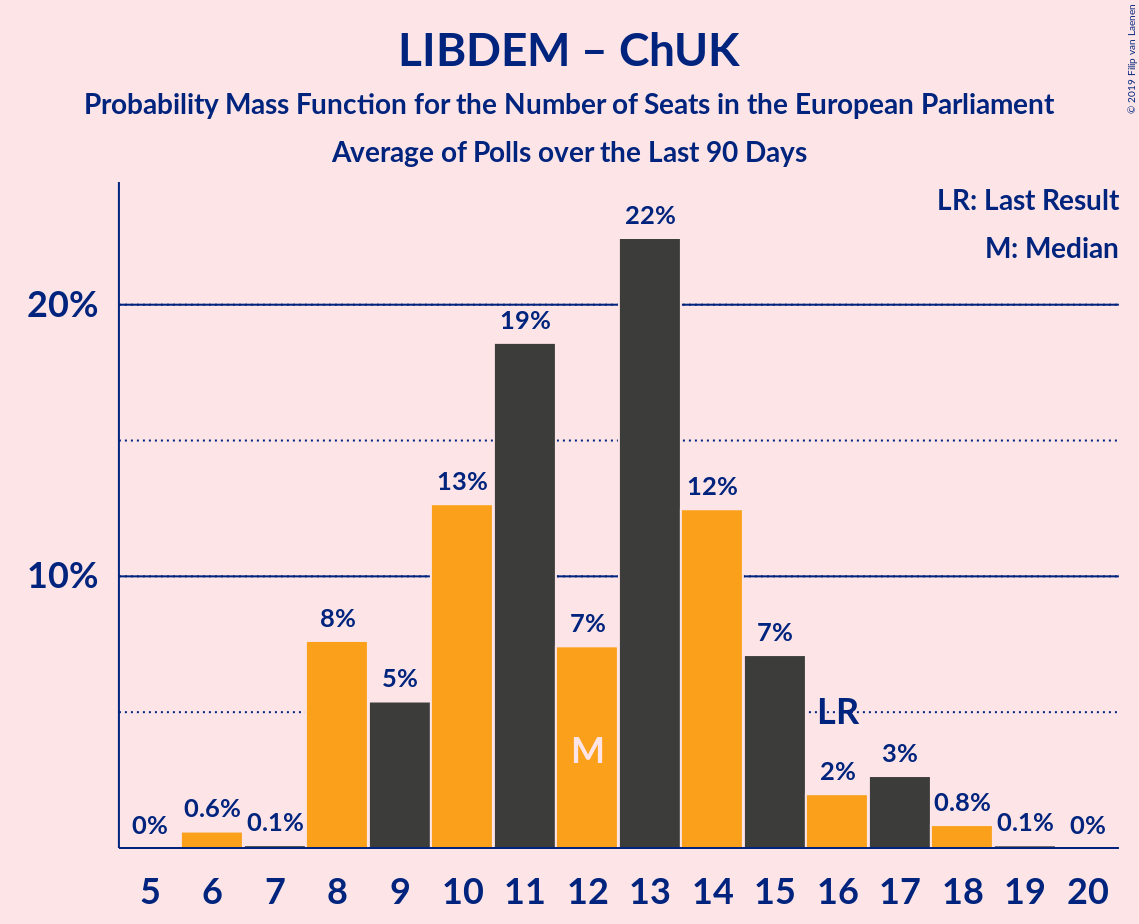 LIBDEM – ChUK
Probability Mass Function for the Number of Seats in the European Parliament
Average of Polls over the Last 90 Days
© 2019 Filip van Laenen
LR: Last Result
M: Median
22%
20%
19%
13%
12%
10%
8%
7%
7%
5%
LR
M
3%
2%
0.6%
0.8%
0% 0.1% 0.1% 0%
5 6 7 8 9 10 11 12 13 14 15 16 17 18 19 20